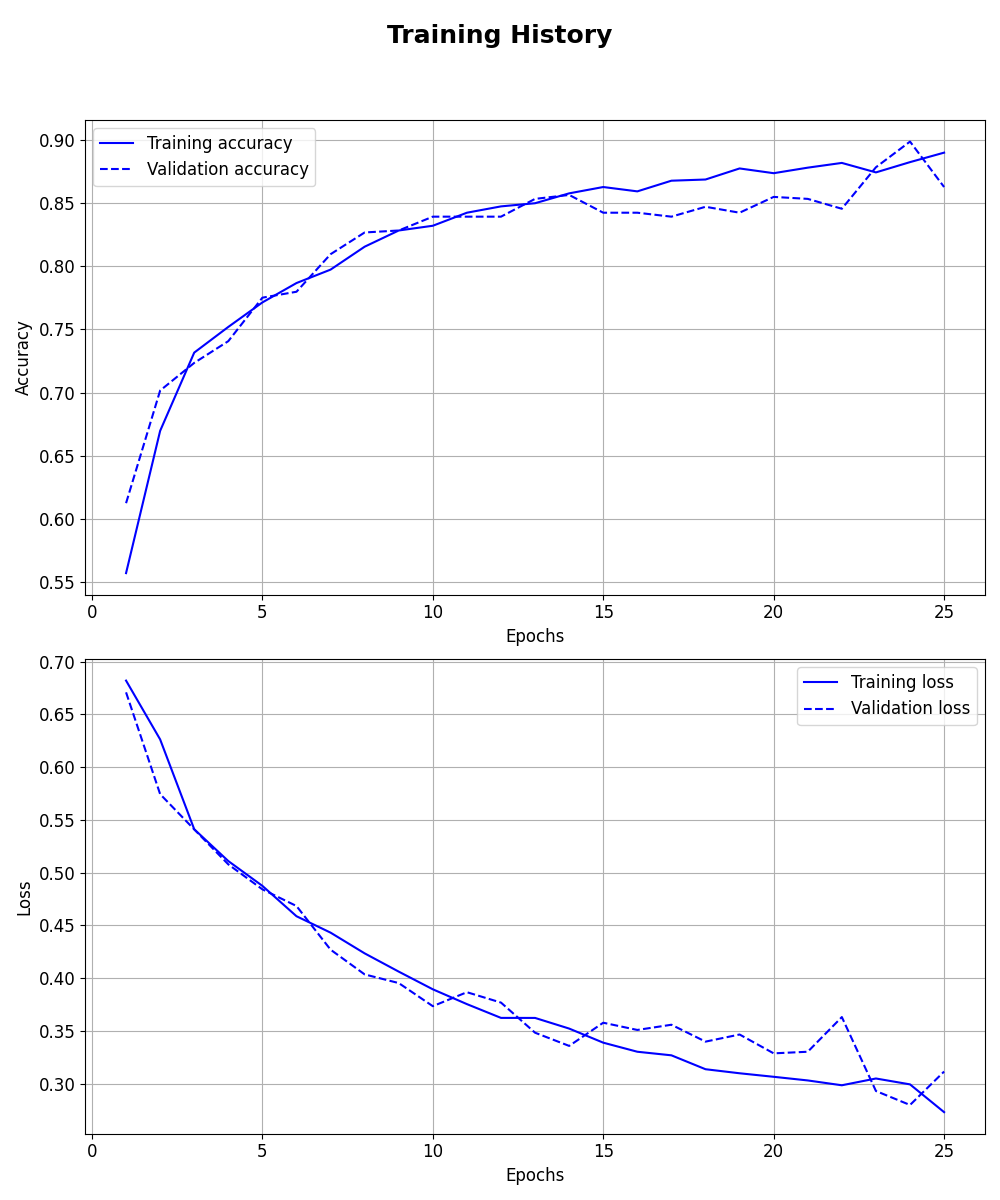 Training History
Training accuracy
Validation accuracy
0.90
0.85
0.80
0.75
0.70
0.65
0.60
0.55
Accuracy
0 5 10 15 20 25
Epochs
Training loss
Validation loss
0.70
0.65
0.60
0.55
0.50
0.45
0.40
0.35
0.30
Loss
0 5 10 15 20 25
Epochs